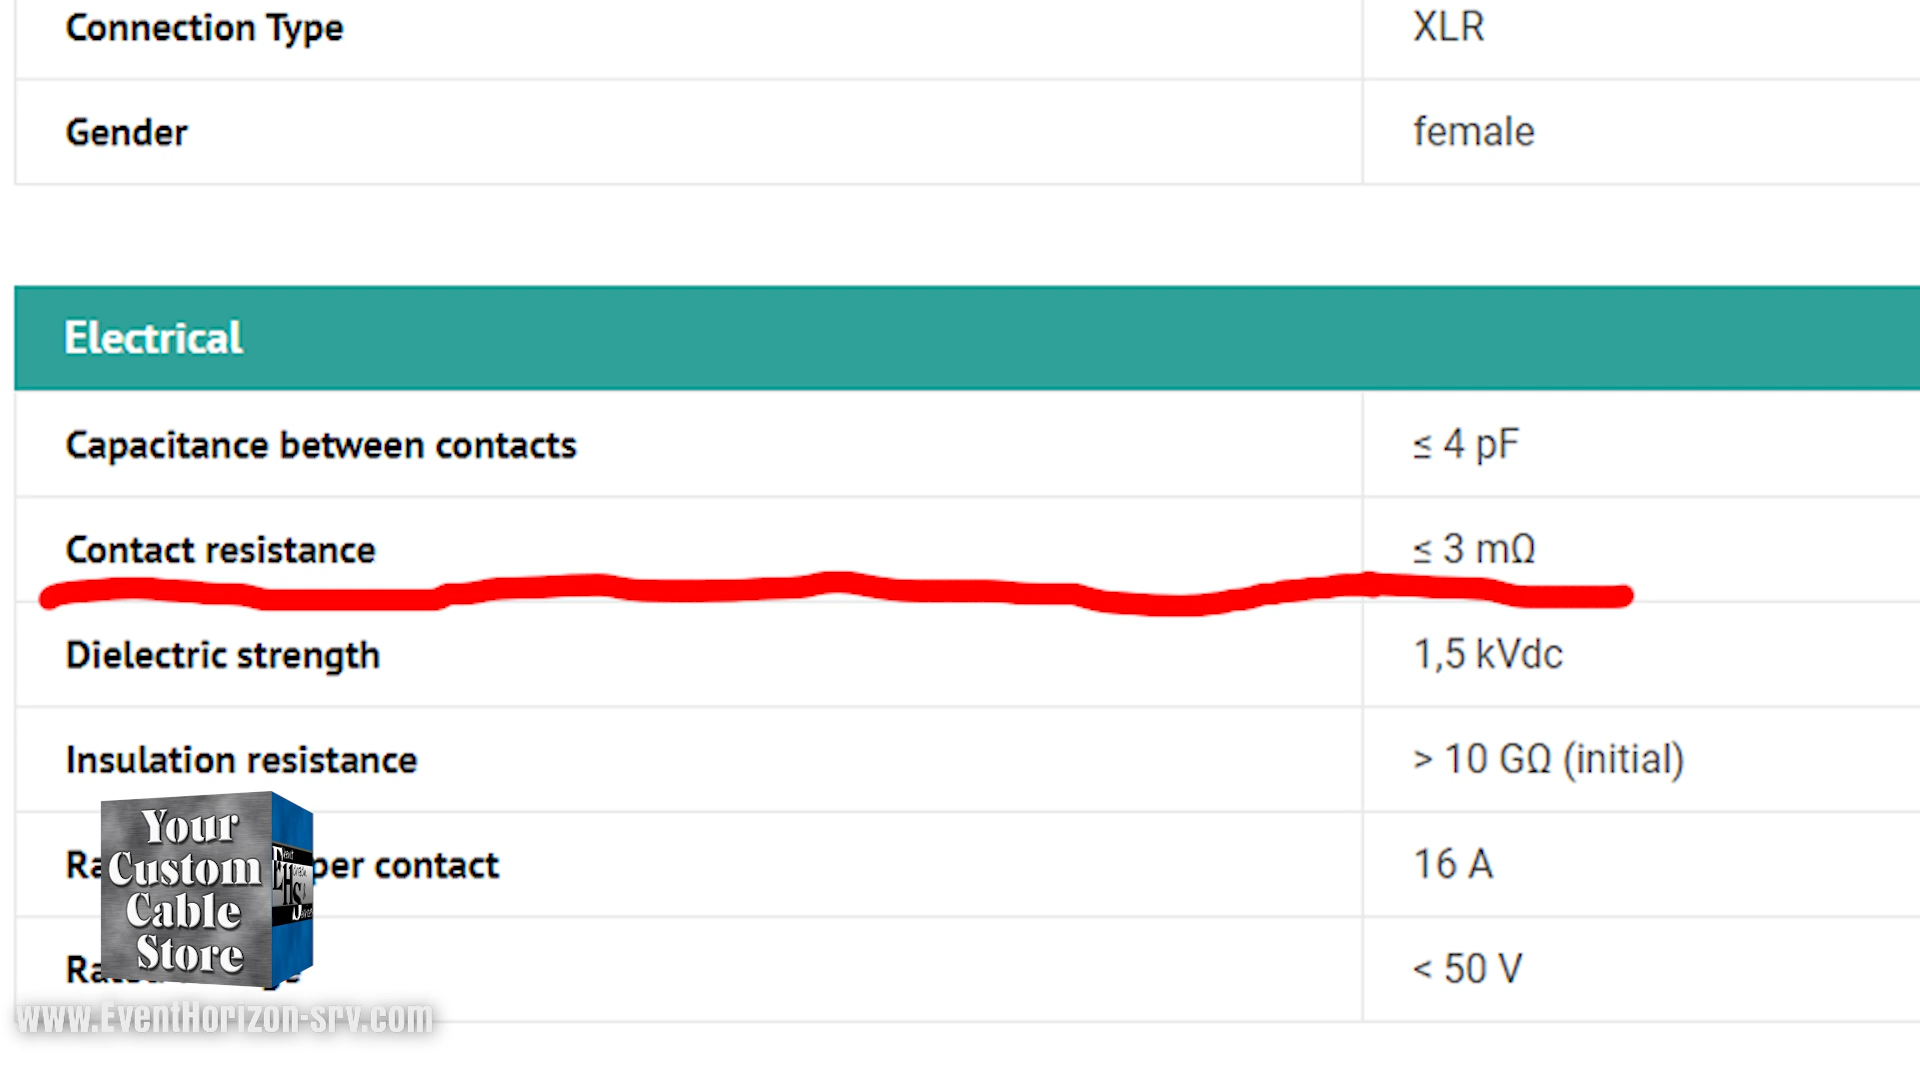 Connection Type XLR
Gender female
Electrical
Capacitance between contacts ≤ 4 pF
Contact resistance ≤ 3 mΩ
Dielectric strength 1,5 kVdc
Insulation resistance > 10 GΩ (initial)
per contact 16 A
< 50 V
Your
Custom
Cable
Store
EHS
www.EventHorizon-srv.com